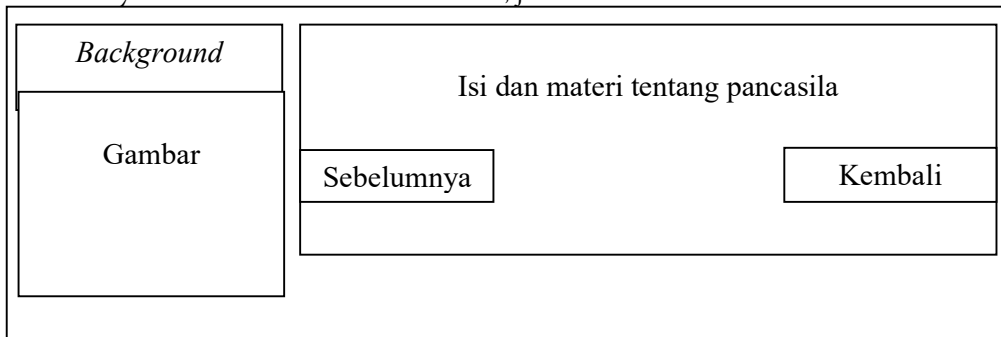 Background
Isi dan materi tentang pancasila
Gambar
Sebelumnya
Kembali